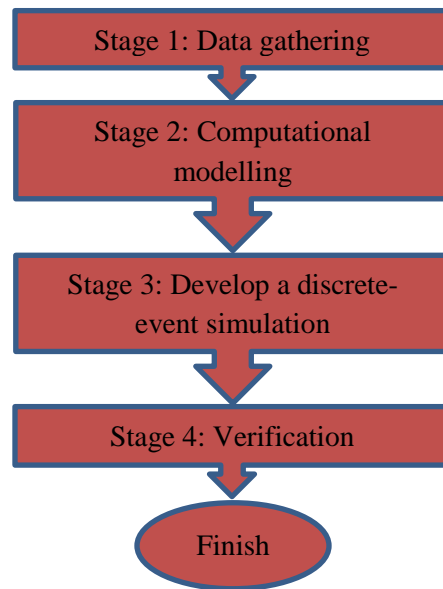 Stage 1: Data gathering
Stage 2: Computational
modelling
Stage 3: Develop a discrete-
event simulation
Stage 4: Verification
Finish